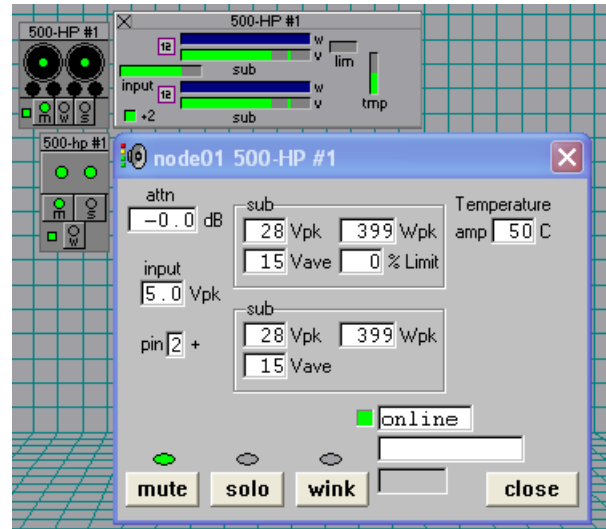 500-HP #1
m w s
500-hp #1
m s
w
500-HP #1
12 w
v lim
sub
input 12 w
v tmp
+2 sub
node01 500-HP #1
attn
-0.0 dB
input
5.0 Vpk
pin 2 +
sub
28 Vpk 399 Wpk
15 Vave 0 % Limit
Temperature
amp 50 C
sub
28 Vpk 399 Wpk
15 Vave
online
mute solo wink close